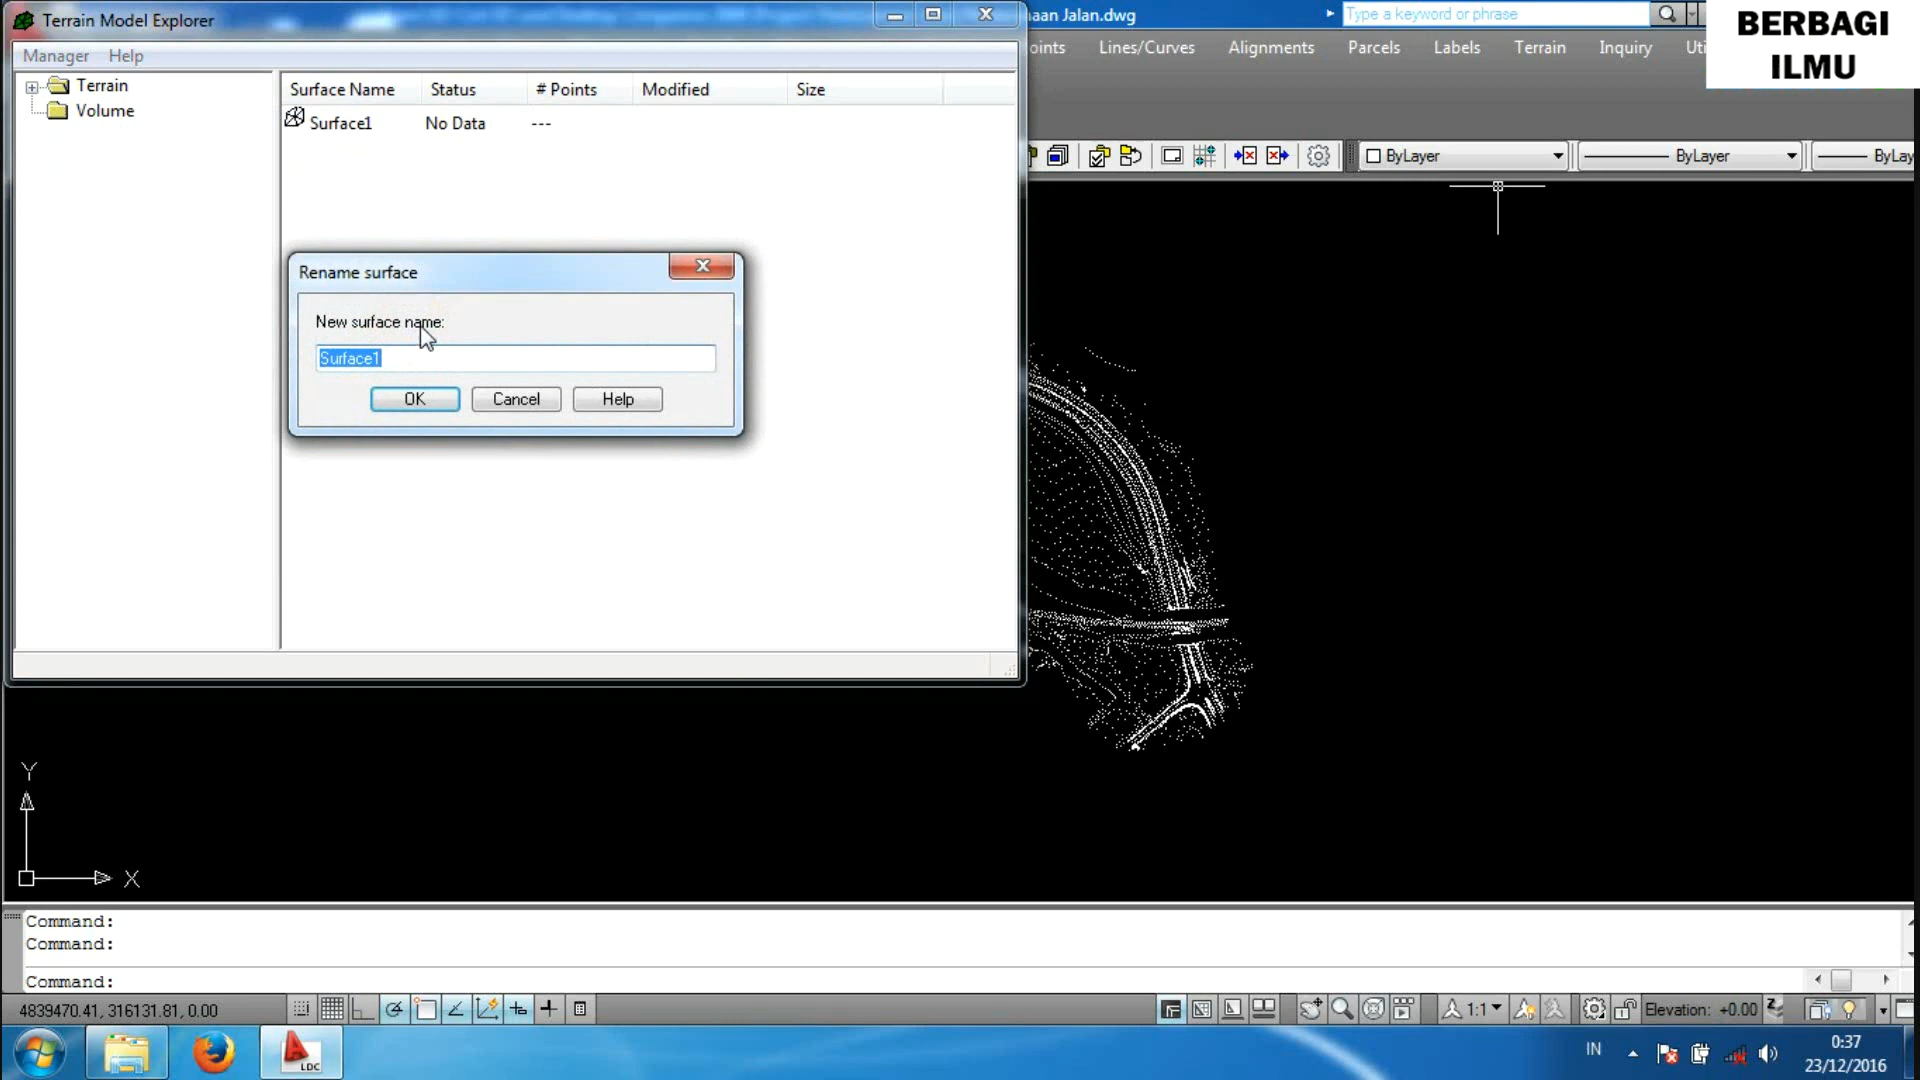 Terrain Model Explorer
aan Jalan.dwg
Type a keyword or phrase
BERBAGI
ILMU
Manager Help
oints Lines/Curves Alignments Parcels Labels Terrain Inquiry Uti
Terrain
Volume
Surface Name Status # Points Modified Size
Surface1 No Data ---
ByLayer ByLayer ByLay
Rename surface
New surface name:
Surface1
OK Cancel Help
Y
X
Command:
Command:
Command:
4839470.41, 316131.81, 0.00
1:1
Elevation: +0.00
LDC
IN
0:37
23/12/2016